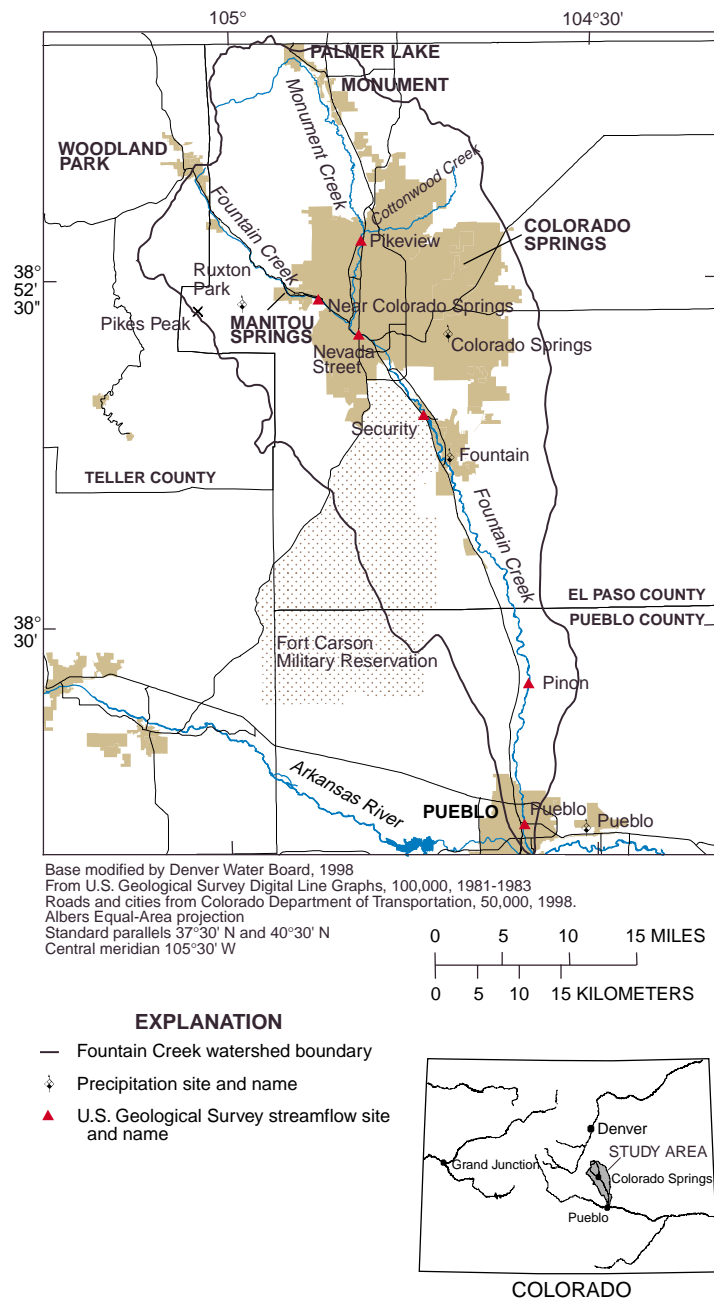 105°
104°30'
PALMER LAKE
MONUMENT
WOODLAND
PARK
Monument Creek
Cottonwood Creek
Fountain Creek
COLORADO
SPRINGS
Pikeview
38°
52'
30"
Ruxton
Park
Near Colorado Springs
Pikes Peak
MANITOU
SPRINGS
Nevada
Street
Colorado Springs
Security
Fountain
TELLER COUNTY
Fountain Creek
EL PASO COUNTY
PUEBLO COUNTY
38°
30'
Fort Carson
Military Reservation
Pinon
Arkansas River
PUEBLO
Pueblo
Pueblo
Base modified by Denver Water Board, 1998
From U.S. Geological Survey Digital Line Graphs, 100,000, 1981-1983
Roads and cities from Colorado Department of Transportation, 50,000, 1998.
Albers Equal-Area projection
Standard parallels 37°30' N and 40°30' N
Central meridian 105°30' W
0 5 10 15 MILES
0 5 10 15 KILOMETERS
EXPLANATION
Fountain Creek watershed boundary
Precipitation site and name
U.S. Geological Survey streamflow site
and name
Denver
STUDY AREA
Grand Junction
Colorado Springs
Pueblo
COLORADO